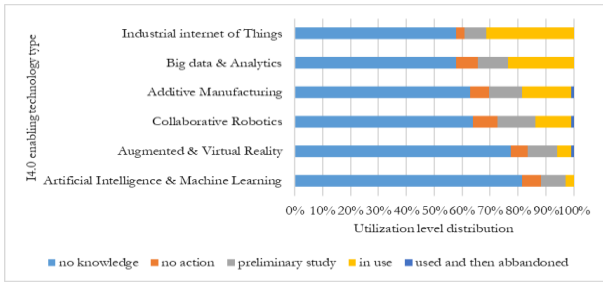 I4.0 enabling technology type
Industrial internet of Things
Big data & Analytics
Additive Manufacturing
Collaborative Robotics
Augmented & Virtual Reality
Artificial Intelligence & Machine Learning
0% 10% 20% 30% 40% 50% 60% 70% 80% 90% 100%
Utilization level distribution
no knowledge no action preliminary study in use used and then abbandoned